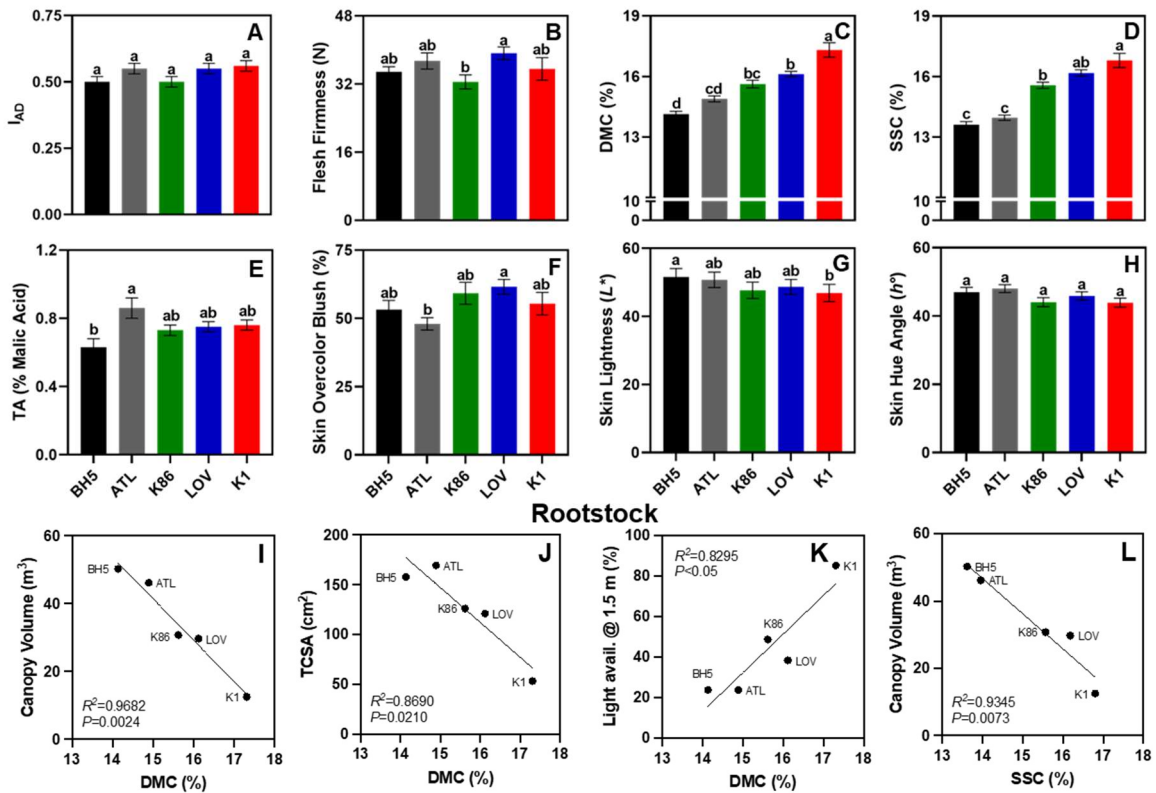 A
I_AD
0.75
0.50
0.25
0.00
a
a
a
a
a
B
Flesh Firmness (N)
48
32
16
0
ab
ab
b
a
ab
C
DMC (%)
19
16
13
10
0
d
cd
bc
b
a
D
SSC (%)
19
16
13
10
0
c
c
b
ab
a
E
TA (% Malic Acid)
1.2
0.8
0.4
0.0
b
a
ab
ab
ab
BH5
ATL
K86
LOV
K1
F
Skin Overcolor Blush (%)
75
50
25
0
ab
b
ab
a
ab
BH5
ATL
K86
LOV
K1
G
Skin Lightness (L*)
60
40
20
0
a
ab
ab
ab
b
BH5
ATL
K86
LOV
K1
H
Skin Hue Angle (h°)
60
40
20
0
a
a
a
a
a
BH5
ATL
K86
LOV
K1
Rootstock
I
Canopy Volume (m³)
60
40
20
0
BH5
ATL
K86
LOV
K1
R²=0.9682
P=0.0024
13 14 15 16 17 18
DMC (%)
J
TCSA (cm²)
200
150
100
50
0
BH5
ATL
K86
LOV
K1
R²=0.8690
P=0.0210
13 14 15 16 17 18
DMC (%)
K
Light avail. @ 1.5 m (%)
100
80
60
40
20
0
R²=0.8295
P<0.05
K1
K86
LOV
BH5
ATL
13 14 15 16 17 18
DMC (%)
L
Canopy Volume (m³)
60
40
20
0
BH5
ATL
K86
LOV
K1
R²=0.9345
P=0.0073
13 14 15 16 17 18
SSC (%)